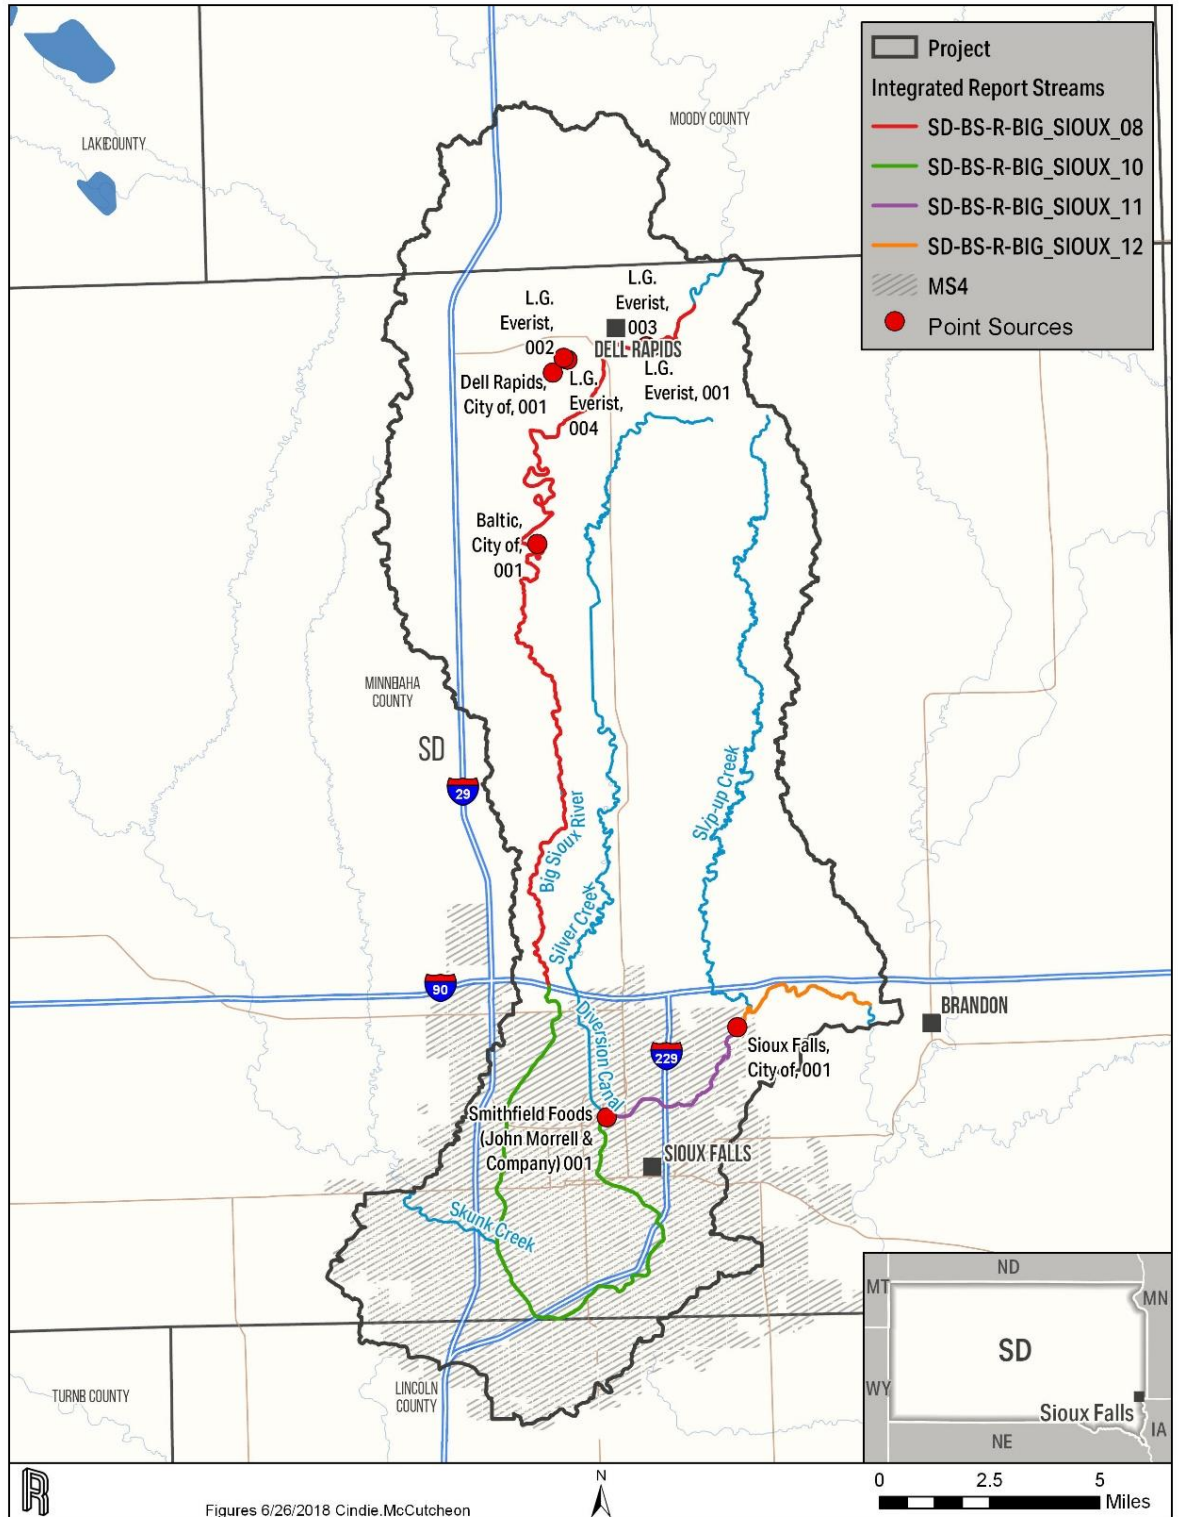 Project
Integrated Report Streams
SD-BS-R-BIG_SIOUX_08
SD-BS-R-BIG_SIOUX_10
SD-BS-R-BIG_SIOUX_11
SD-BS-R-BIG_SIOUX_12
MS4
Point Sources
LAKECOUNTY
MOODY COUNTY
L.G.
Everist,
003
L.G.
Everist,
002
DELL RAPIDS
L.G.
Everist, 001
Dell Rapids,
City of, 001
L.G.
Everist,
004
Baltic,
City of,
001
MINNEHAHA
COUNTY
SD
29
Slip-up Creek
Big Sioux River
Silver Creek
90
BRANDON
Diversion Canal
229
Sioux Falls,
City of, 001
Smithfield Foods
(John Morrell &
Company) 001
SIOUX FALLS
Skunk Creek
TURNB COUNTY
LINCOLN
COUNTY
ND
MT
MN
SD
WY
Sioux Falls
IA
NE
N
0 2.5 5
Miles
R
Figures 6/26/2018 Cindie.McCutcheon